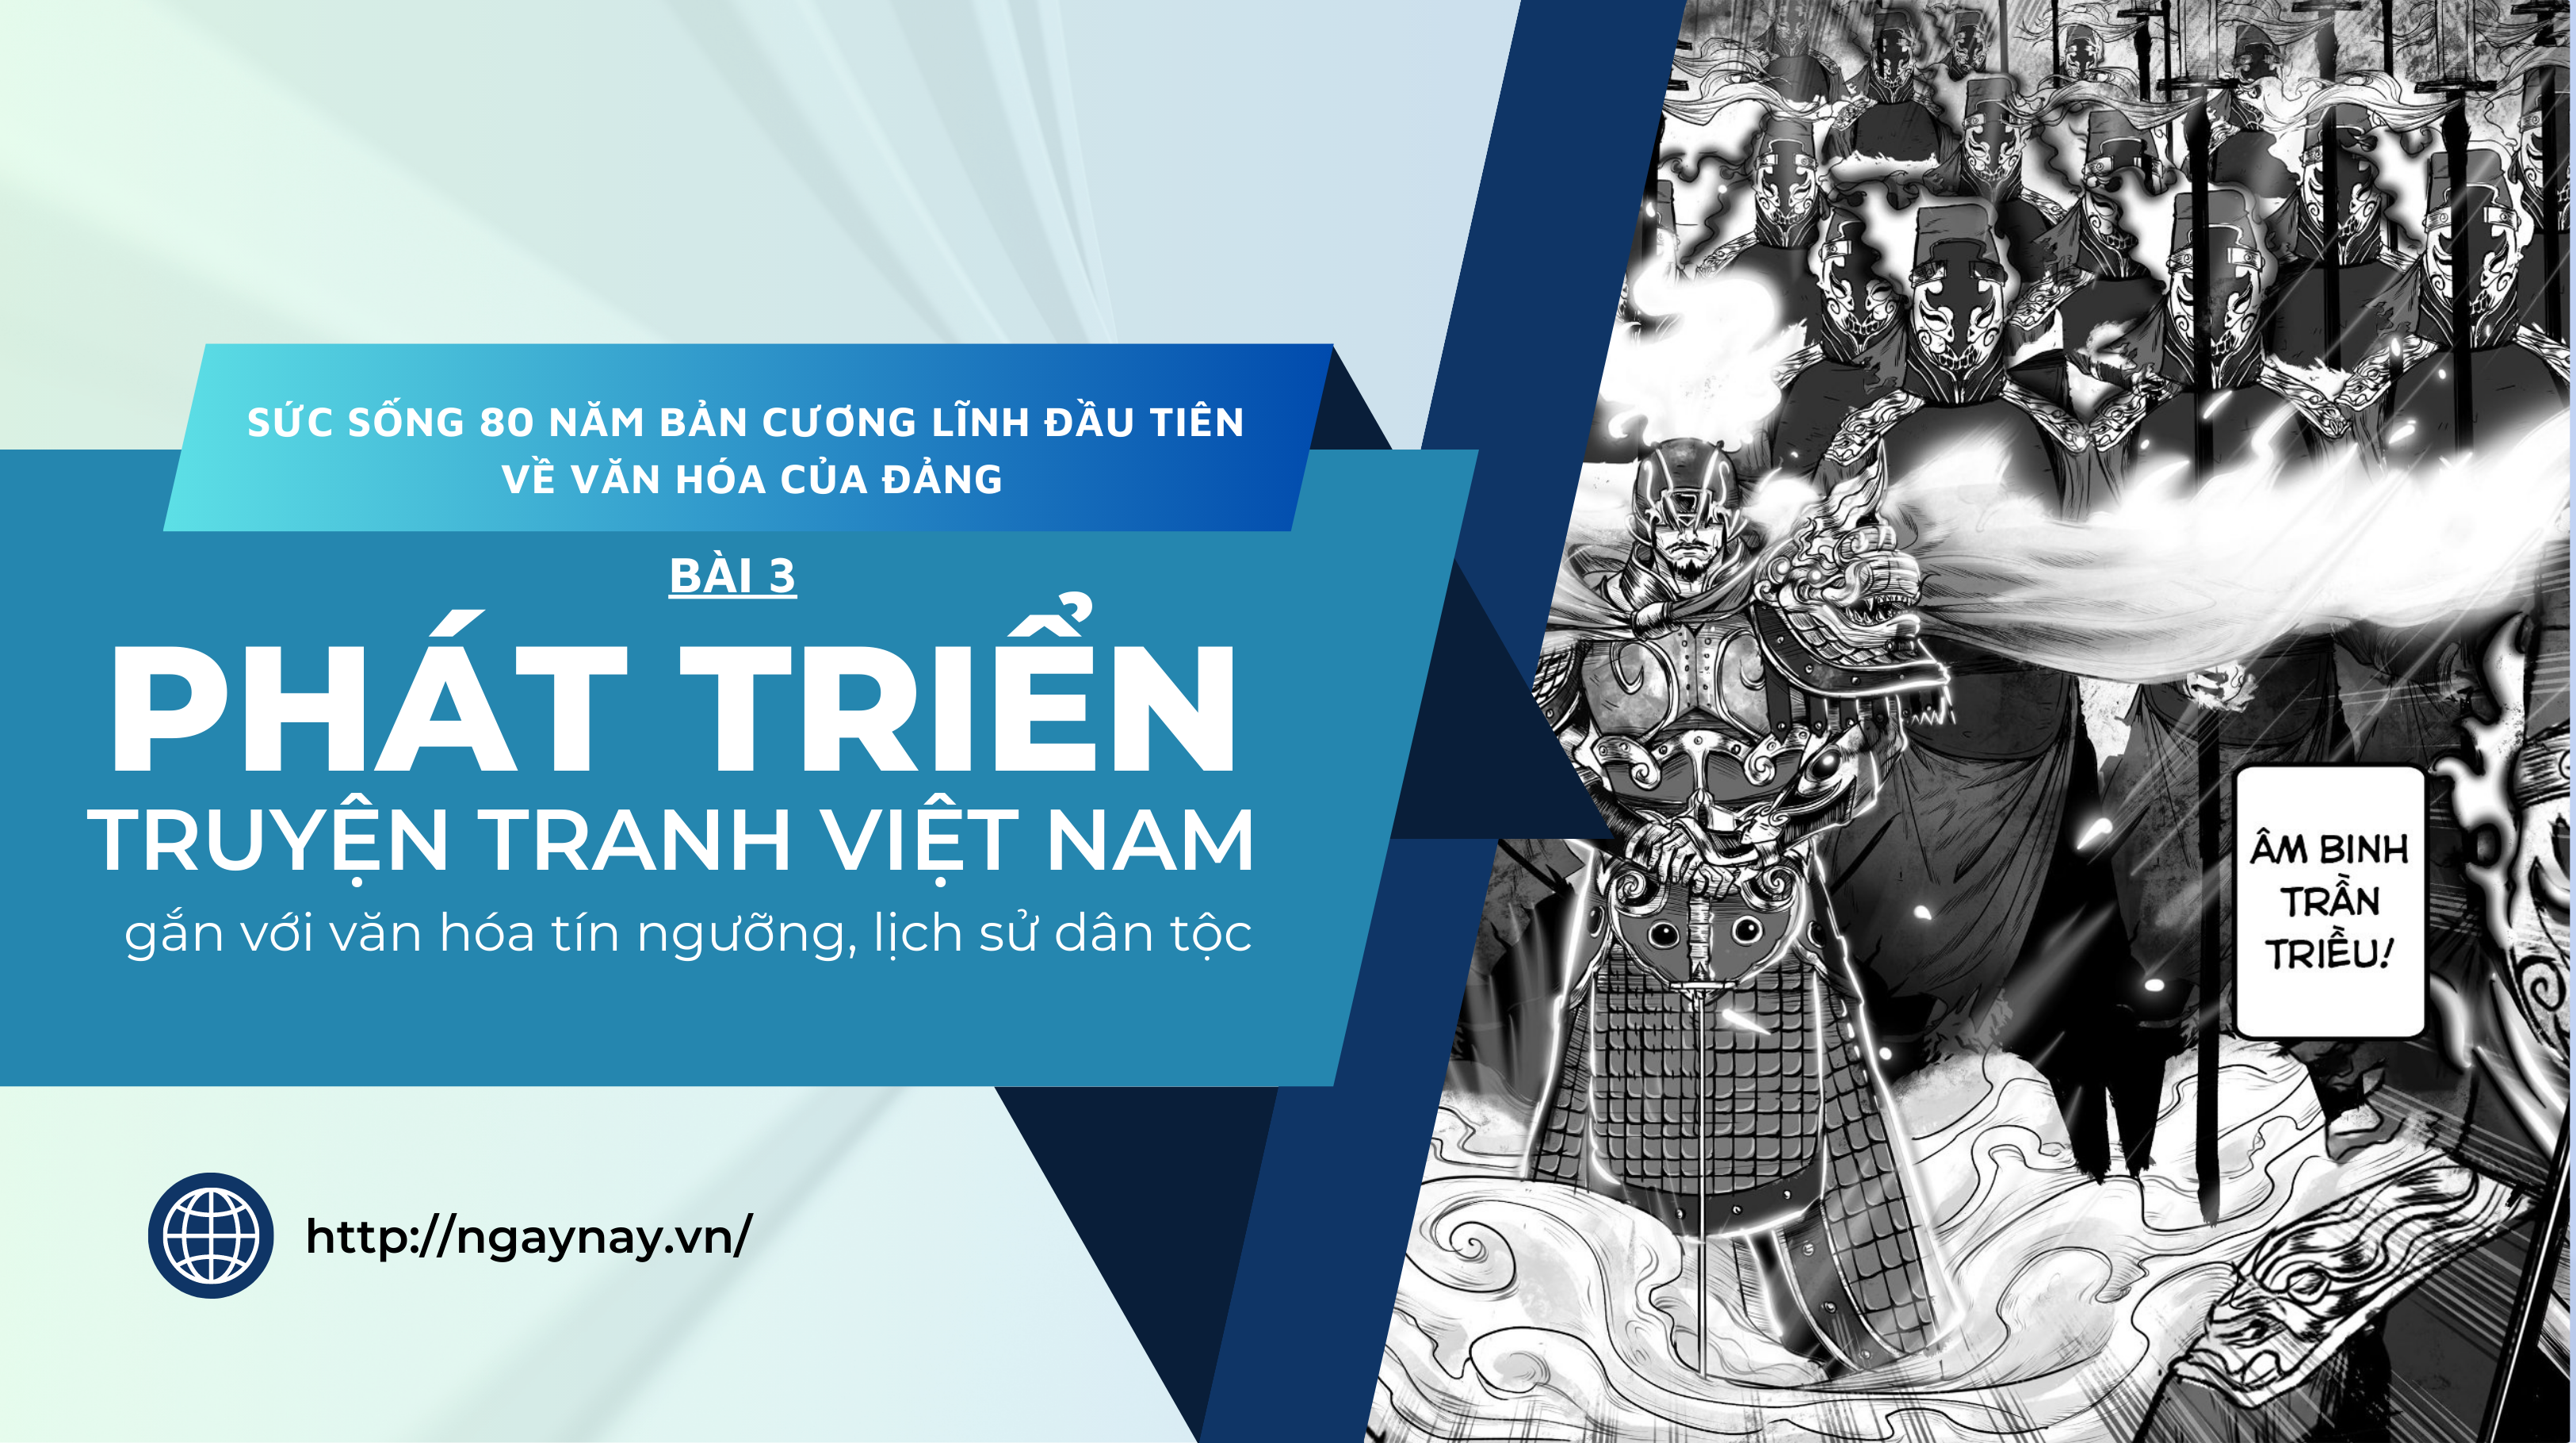 SỨC SỐNG 80 NĂM BẢN CƯƠNG LĨNH ĐẦU TIÊN
VỀ VĂN HÓA CỦA ĐẢNG
BÀI 3
PHÁT TRIỂN
TRUYỆN TRANH VIỆT NAM
gắn với văn hóa tín ngưỡng, lịch sử dân tộc
http://ngaynay.vn/
ÂM BINH
TRẦN
TRIỀU!